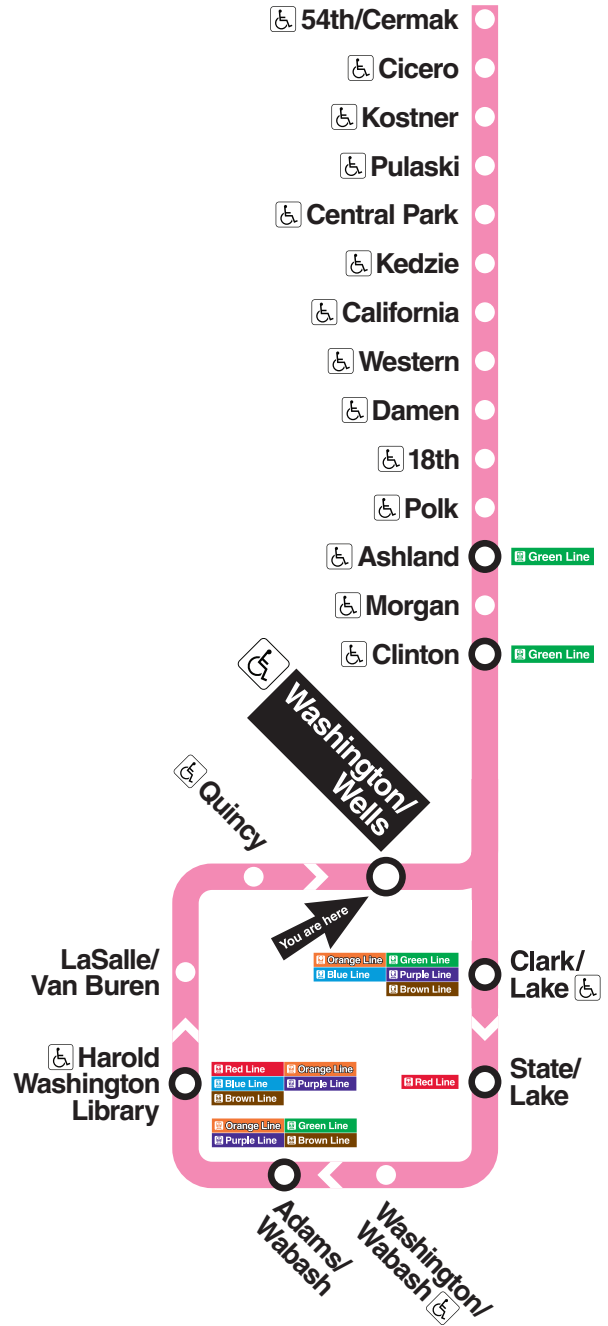 54th/Cermak
Cicero
Kostner
Pulaski
Central Park
Kedzie
California
Western
Damen
18th
Polk
Ashland
Green Line
Morgan
Clinton
Green Line
Washington/
Wells
Quincy
You are here
LaSalle/
Van Buren
Orange Line
Green Line
Blue Line
Purple Line
Brown Line
Clark/
Lake
Harold
Washington
Library
Red Line
Orange Line
Blue Line
Purple Line
Brown Line
Red Line
State/
Lake
Orange Line
Green Line
Purple Line
Brown Line
Adams/
Wabash
Washington/
Wabash